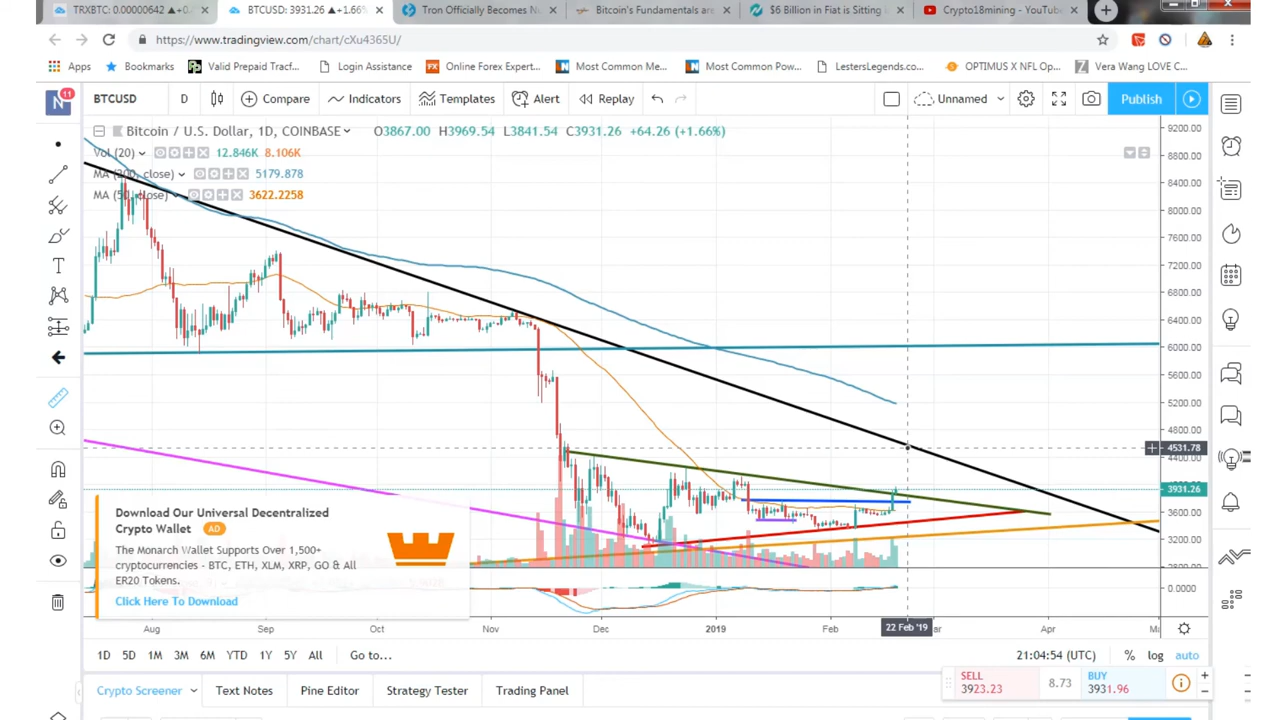 TRXBTC: 0.00000642 ▲+0.
BTCUSD: 3931.26 ▲+1.66%
Tron Officially Becomes Nu
Bitcoin's Fundamentals are
$6 Billion in Fiat is Sitting
Crypto18mining - YouTube
https://www.tradingview.com/chart/cXu4365U/
Apps
Bookmarks
Valid Prepaid Tracf...
Login Assistance
Online Forex Expert...
Most Common Me...
Most Common Pow...
LestersLegends.co...
OPTIMUS X NFL Op...
Vera Wang LOVE C...
N
11
BTCUSD
D
Compare
Indicators
Templates
Alert
Replay
Unnamed
Publish
Bitcoin / U.S. Dollar, 1D, COINBASE
O3867.00 H3969.54 L3841.54 C3931.26 +64.26 (+1.66%)
Vol (20)
12.846K 8.106K
MA (200, close)
5179.878
MA (50, close)
3622.2258
9200.00
8800.00
8400.00
8000.00
7600.00
7200.00
6800.00
6400.00
6000.00
5600.00
5200.00
4800.00
4531.78
4400.00
3931.26
3600.00
3200.00
0.0000
Download Our Universal Decentralized
Crypto Wallet AD
The Monarch Wallet Supports Over 1,500+
cryptocurrencies - BTC, ETH, XLM, XRP, GO & All
ER20 Tokens.
Click Here To Download
Aug
Sep
Oct
Nov
Dec
2019
Feb
22 Feb '19
Apr
1D 5D 1M 3M 6M YTD 1Y 5Y All
Go to...
21:04:54 (UTC)
%
log
auto
SELL
3923.23
8.73
BUY
3931.96
Crypto Screener
Text Notes
Pine Editor
Strategy Tester
Trading Panel